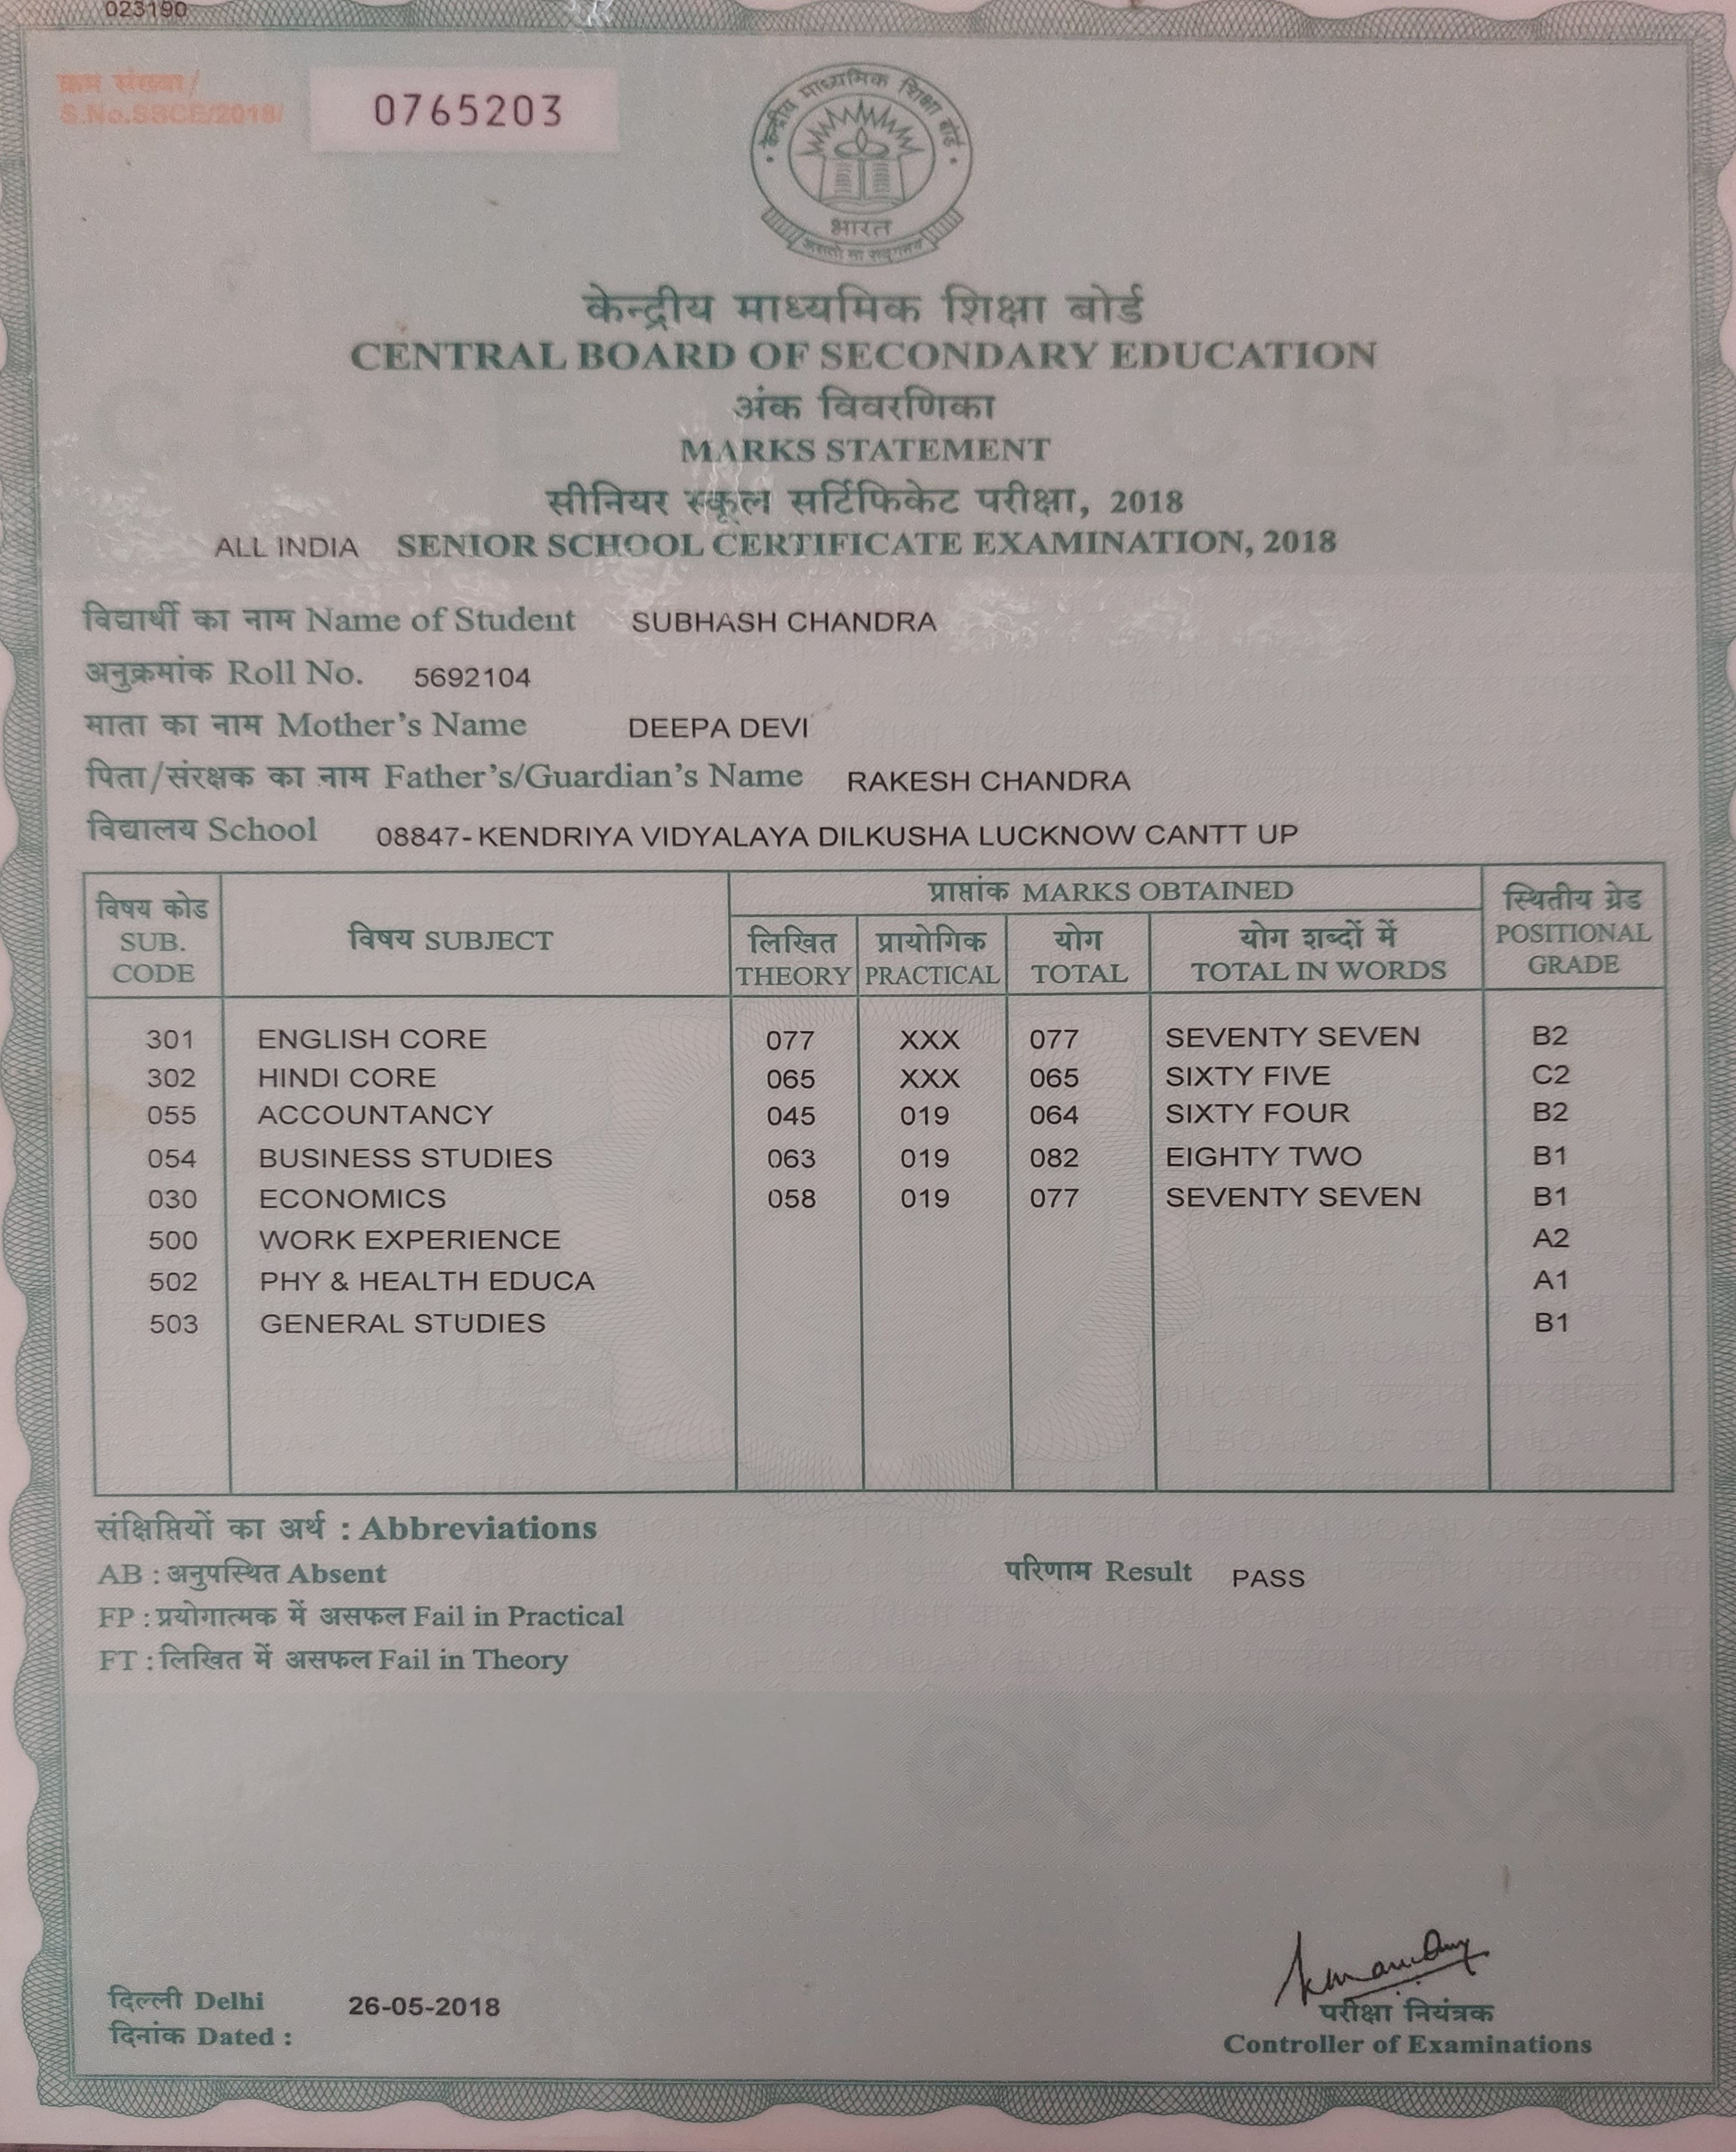 023190
क्रम संख्या/
S.No.SSCE/2018/ 0765203
केन्द्रीय माध्यमिक शिक्षा बोर्ड
भारत
असतो मा सद्गमय
केन्द्रीय माध्यमिक शिक्षा बोर्ड
CENTRAL BOARD OF SECONDARY EDUCATION
अंक विवरणिका
MARKS STATEMENT
सीनियर स्कूल सर्टिफिकेट परीक्षा, 2018
ALL INDIA SENIOR SCHOOL CERTIFICATE EXAMINATION, 2018
विद्यार्थी का नाम Name of Student SUBHASH CHANDRA
अनुक्रमांक Roll No. 5692104
माता का नाम Mother's Name DEEPA DEVI
पिता/संरक्षक का नाम Father's/Guardian's Name RAKESH CHANDRA
विद्यालय School 08847- KENDRIYA VIDYALAYA DILKUSHA LUCKNOW CANTT UP
विषय कोड SUB. CODE विषय SUBJECT प्राप्तांक MARKS OBTAINED स्थितीय ग्रेड POSITIONAL GRADE
लिखित THEORY प्रायोगिक PRACTICAL योग TOTAL योग शब्दों में TOTAL IN WORDS
301 ENGLISH CORE 077 XXX 077 SEVENTY SEVEN B2
302 HINDI CORE 065 XXX 065 SIXTY FIVE C2
055 ACCOUNTANCY 045 019 064 SIXTY FOUR B2
054 BUSINESS STUDIES 063 019 082 EIGHTY TWO B1
030 ECONOMICS 058 019 077 SEVENTY SEVEN B1
500 WORK EXPERIENCE A2
502 PHY & HEALTH EDUCA A1
503 GENERAL STUDIES B1
संक्षिप्तियों का अर्थ : Abbreviations
AB : अनुपस्थित Absent परिणाम Result PASS
FP : प्रयोगात्मक में असफल Fail in Practical
FT : लिखित में असफल Fail in Theory
दिल्ली Delhi 26-05-2018
दिनांक Dated :
परीक्षा नियंत्रक
Controller of Examinations